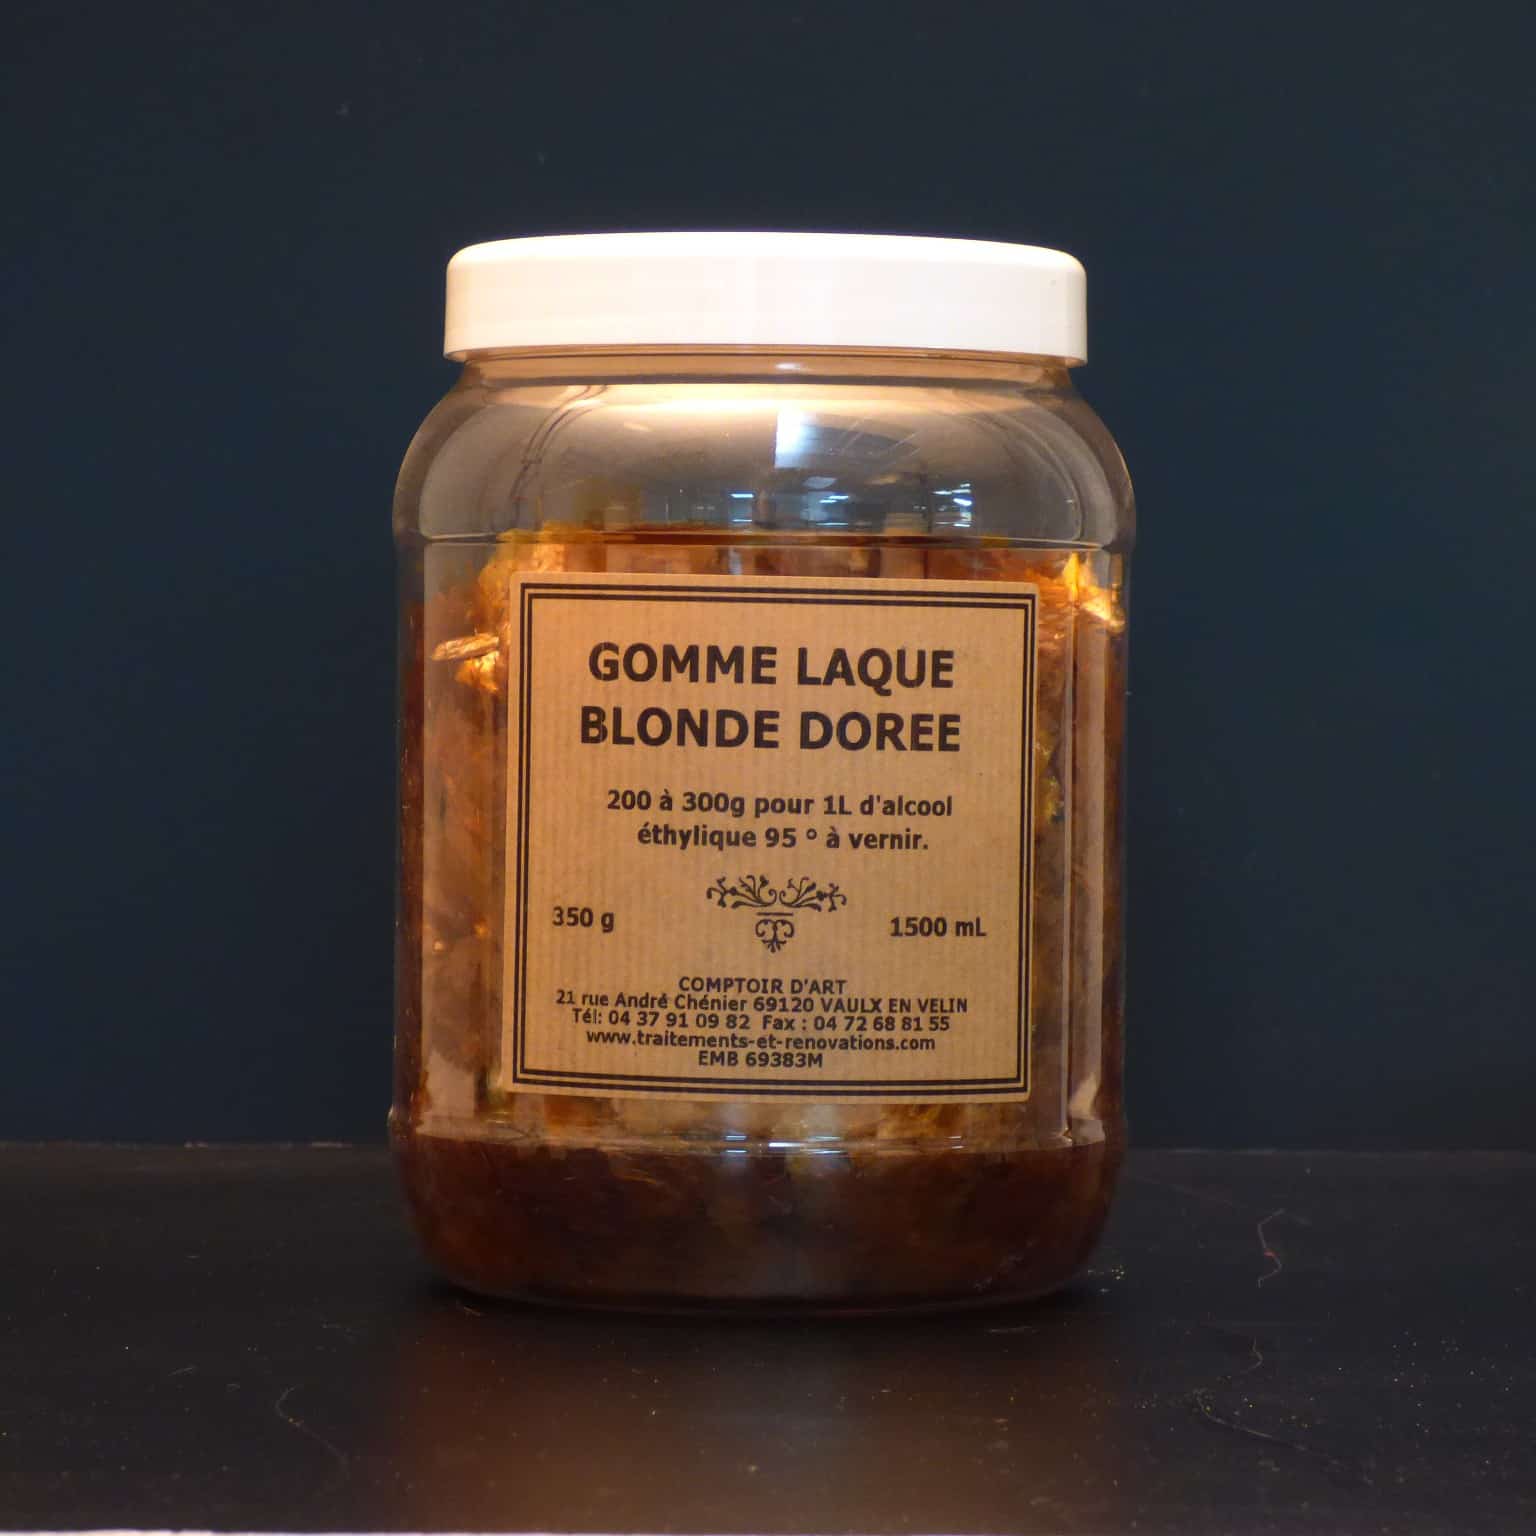 GOMME LAQUE
BLONDE DOREE
200 à 300g pour 1L d'alcool
éthylique 95 ° à vernir.
350 g
1500 mL
COMPTOIR D'ART
21 rue André Chénier 69120 VAULX EN VELIN
Tél: 04 37 91 09 82 Fax : 04 72 68 81 55
www.traitements-et-renovations.com
EMB 69383M